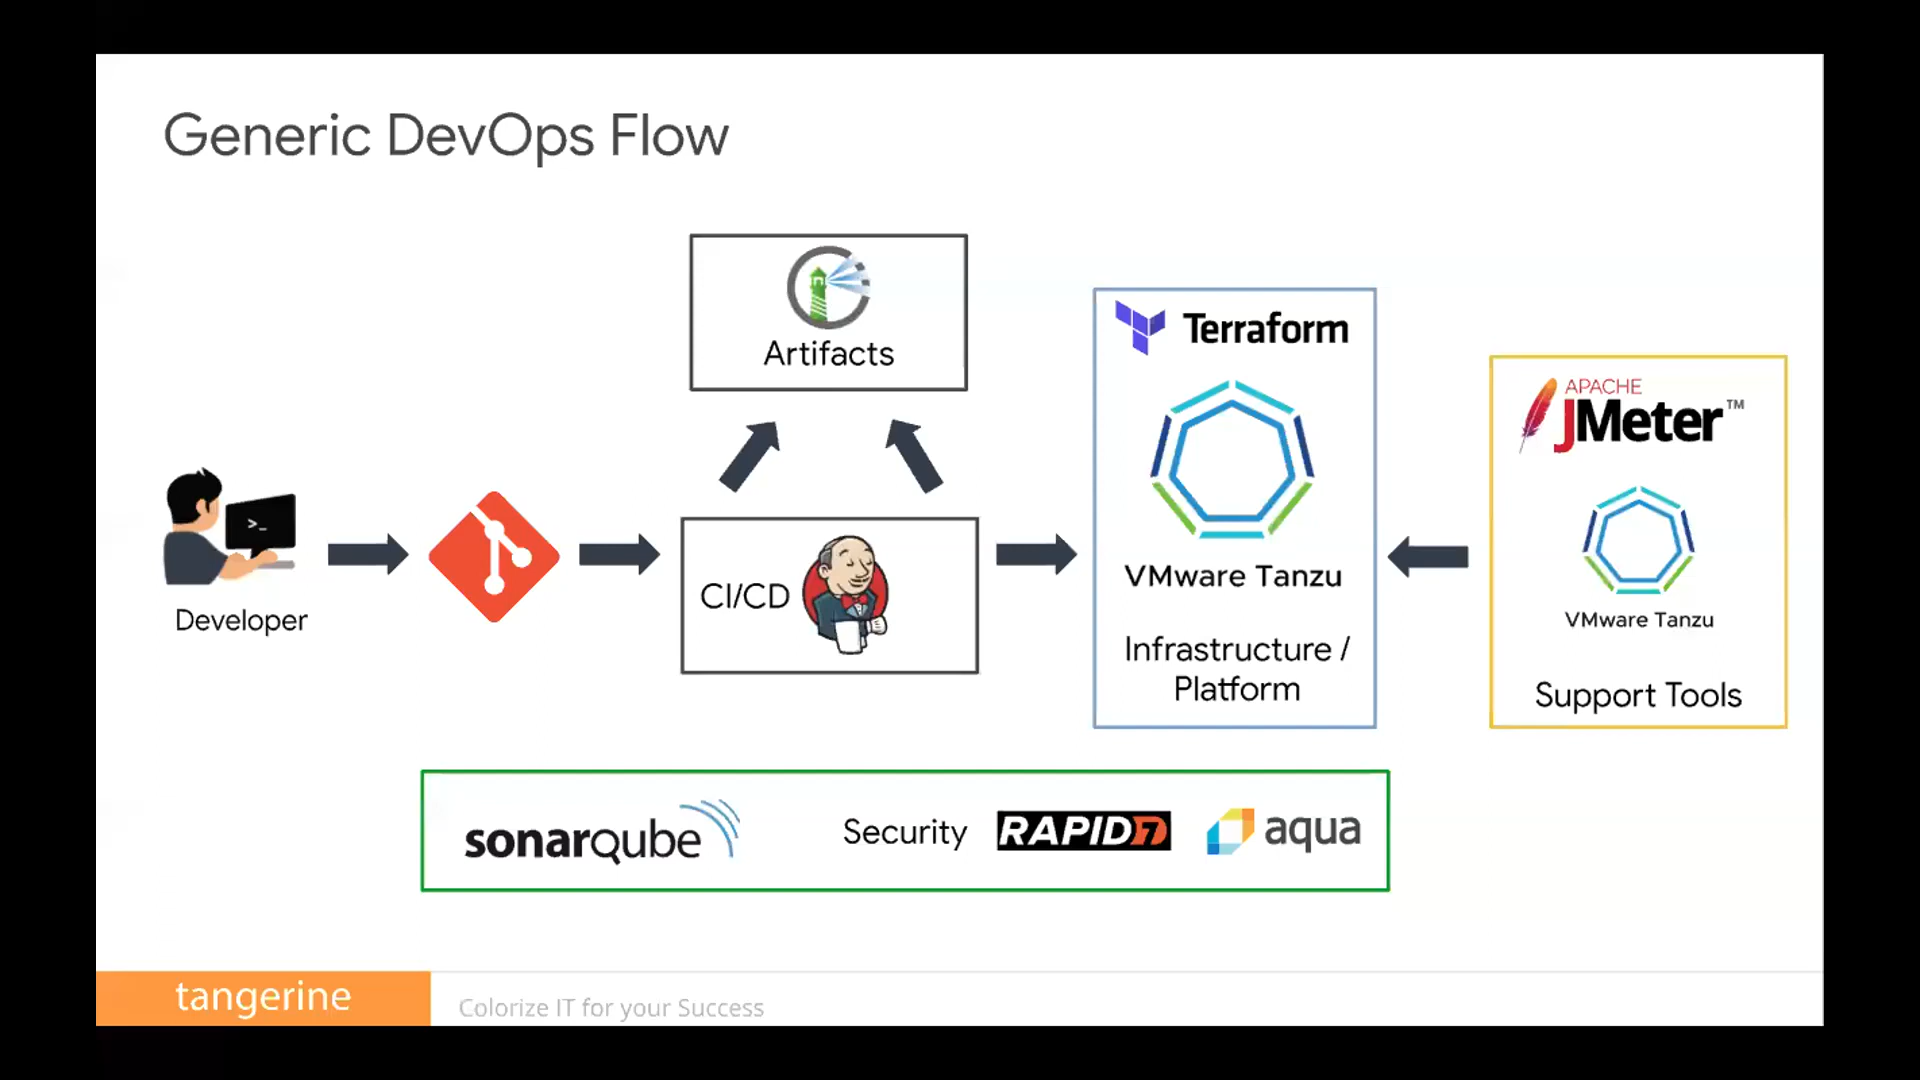 Generic DevOps Flow
Artifacts
Terraform
APACHE
JMeter™
>_
Developer
CI/CD
VMware Tanzu
Infrastructure /
Platform
VMware Tanzu
Support Tools
sonarqube
Security
RAPID7
aqua
tangerine
Colorize IT for your Success